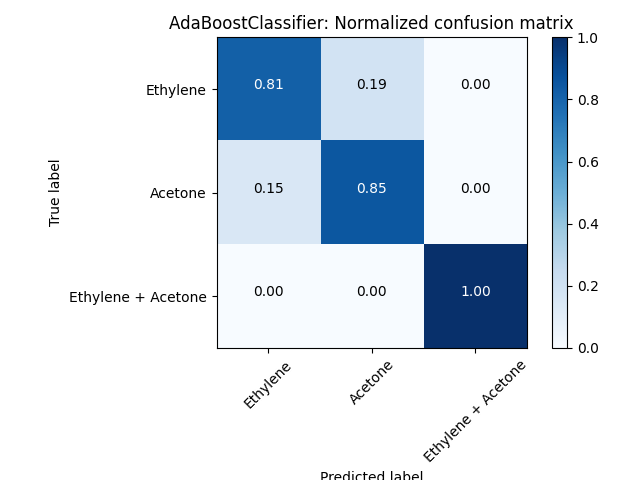 AdaBoostClassifier: Normalized confusion matrix
True label
Ethylene
Acetone
Ethylene + Acetone
0.81 0.19 0.00
0.15 0.85 0.00
0.00 0.00 1.00
Ethylene
Acetone
Ethylene + Acetone
Predicted label
1.0
0.8
0.6
0.4
0.2
0.0